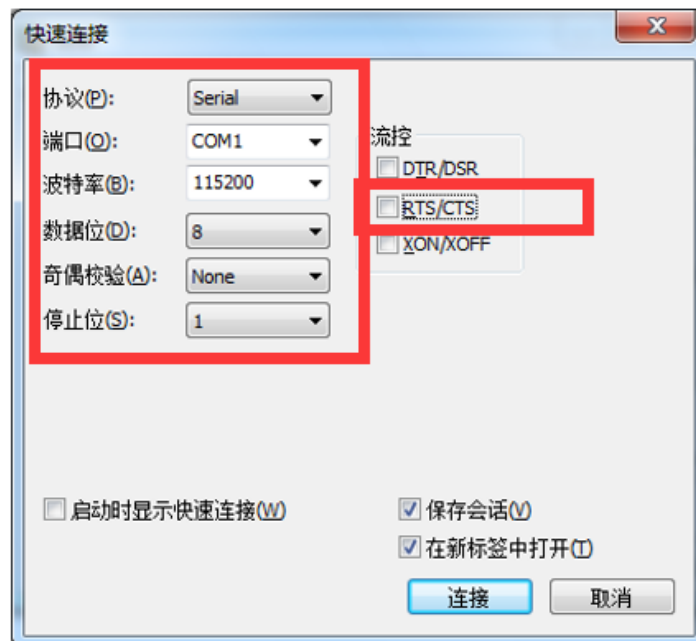 快速连接
协议(P): Serial
端口(O): COM1
波特率(B): 115200
数据位(D): 8
奇偶校验(A): None
停止位(S): 1
流控
DTR/DSR
RTS/CTS
XON/XOFF
启动时显示快速连接(W)
保存会话(V)
在新标签中打开(T)
连接
取消